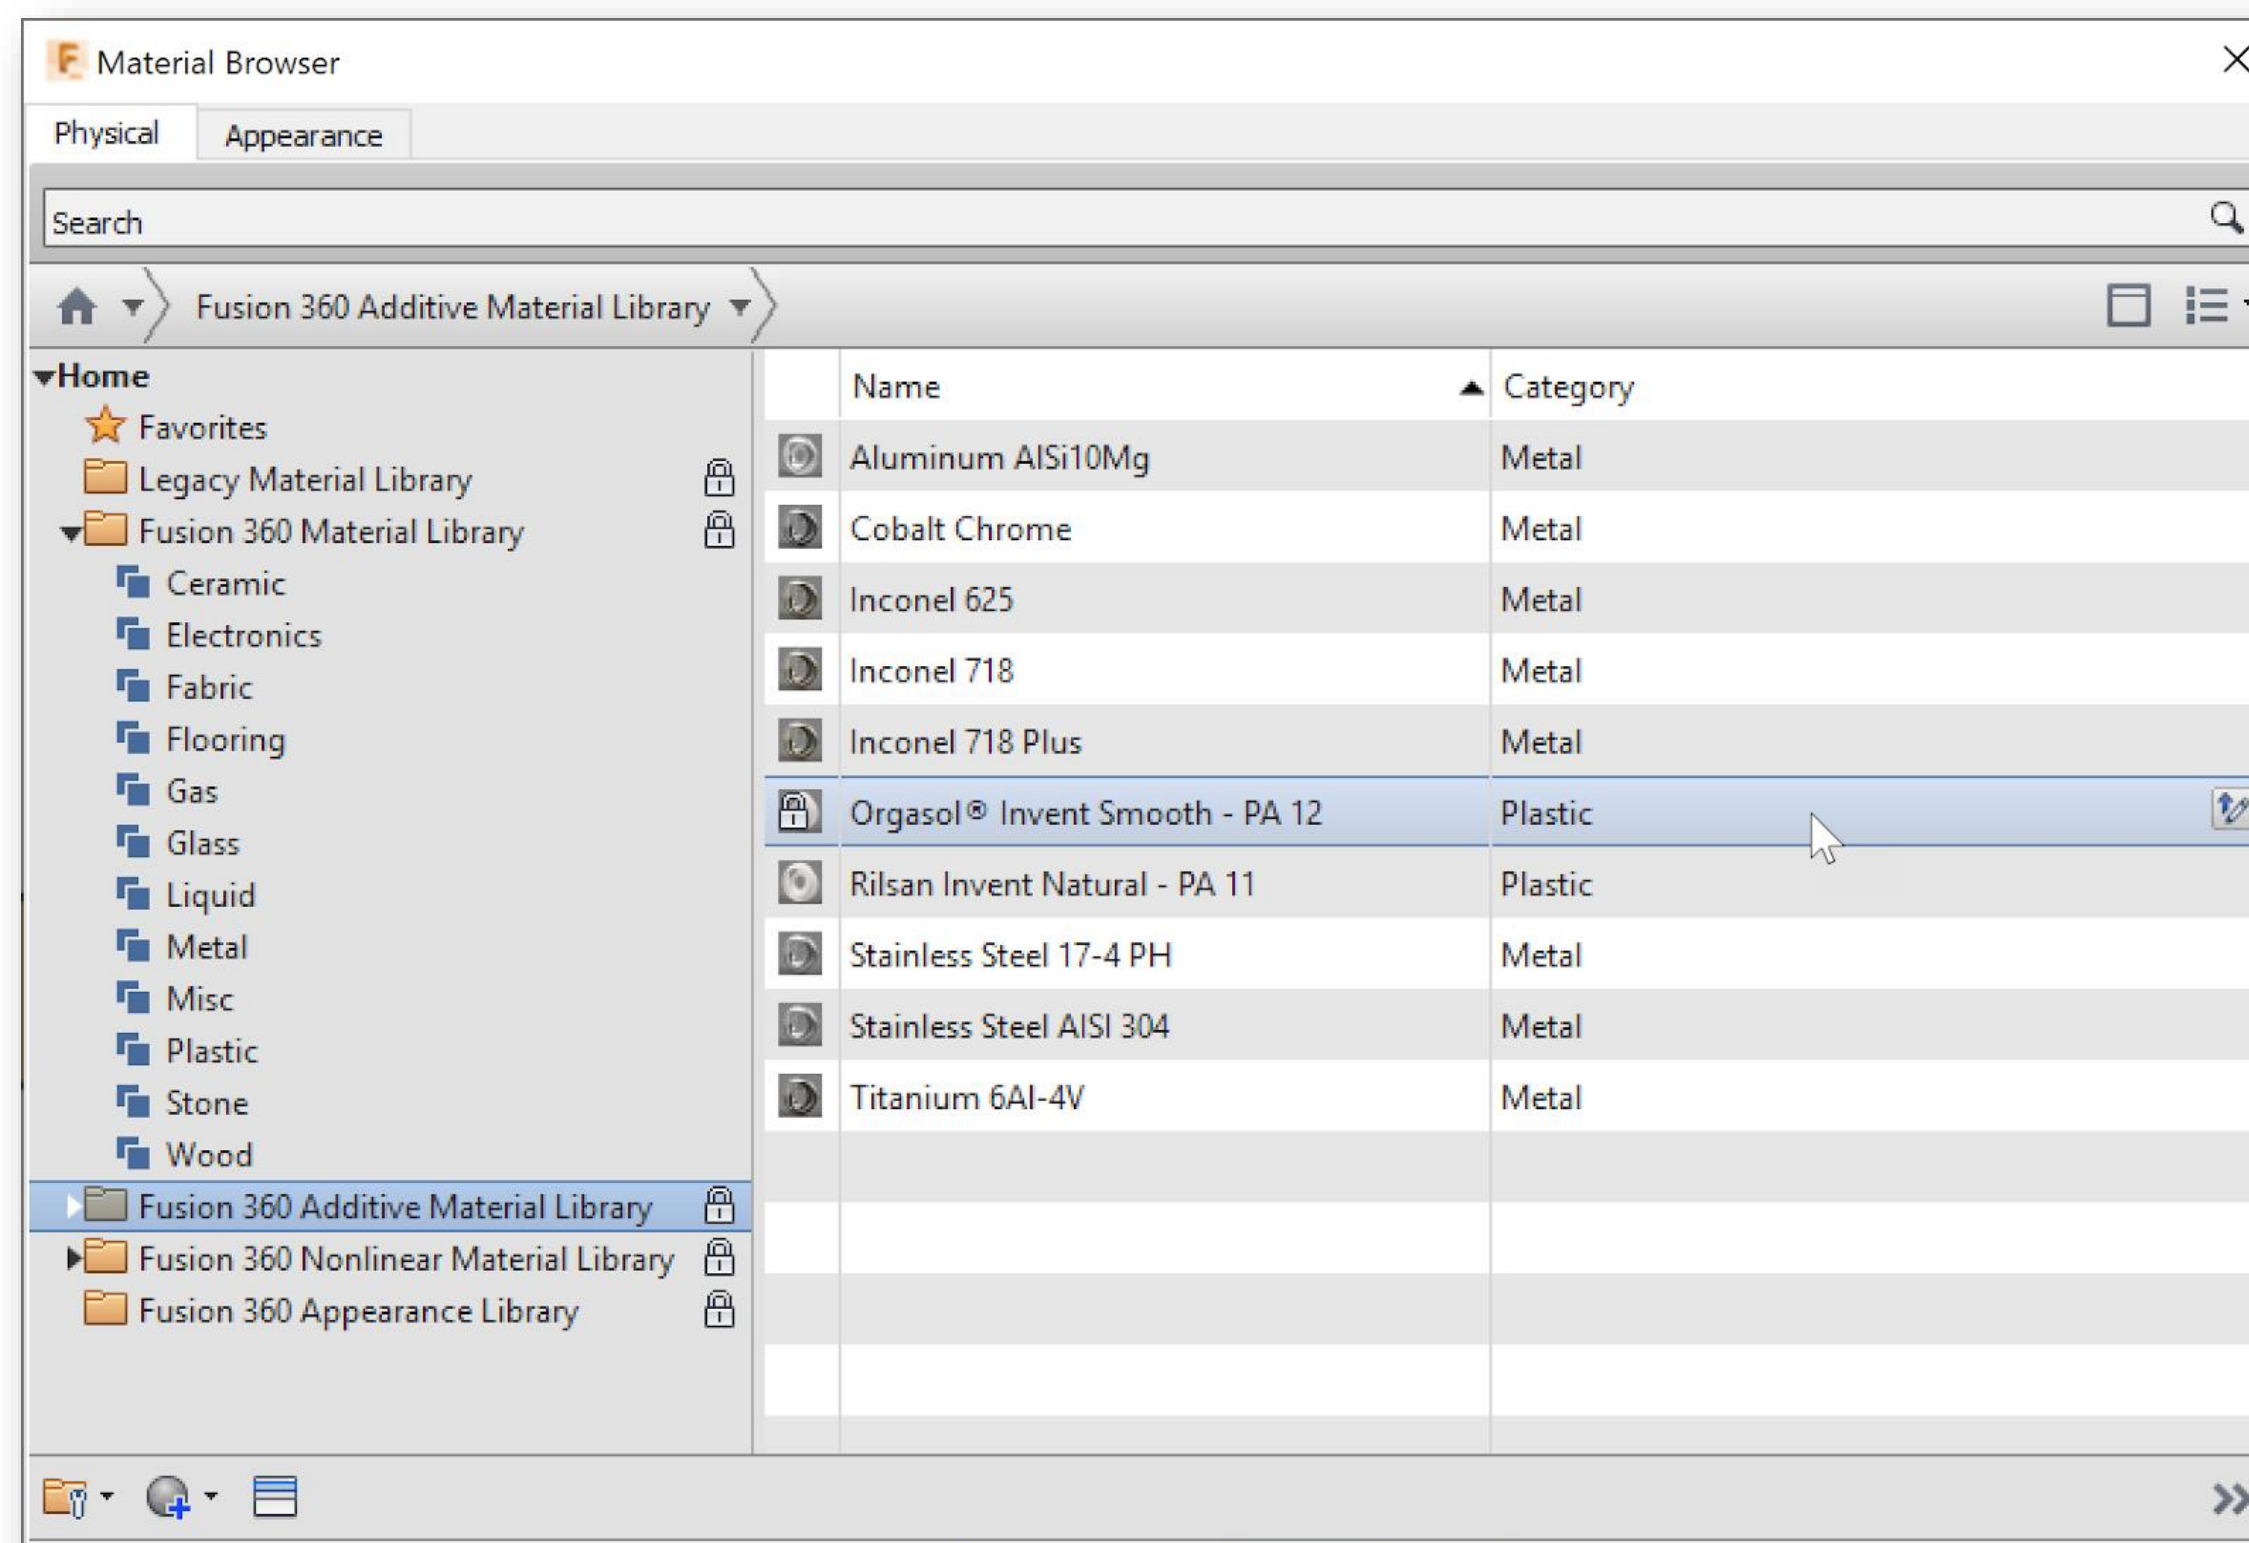 Material Browser
Physical
Appearance
Search
Fusion 360 Additive Material Library
Home
Favorites
Legacy Material Library
Fusion 360 Material Library
Ceramic
Electronics
Fabric
Flooring
Gas
Glass
Liquid
Metal
Misc
Plastic
Stone
Wood
Fusion 360 Additive Material Library
Fusion 360 Nonlinear Material Library
Fusion 360 Appearance Library
Name Category
Aluminum AlSi10Mg Metal
Cobalt Chrome Metal
Inconel 625 Metal
Inconel 718 Metal
Inconel 718 Plus Metal
Orgasol® Invent Smooth - PA 12 Plastic
Rilsan Invent Natural - PA 11 Plastic
Stainless Steel 17-4 PH Metal
Stainless Steel AISI 304 Metal
Titanium 6Al-4V Metal